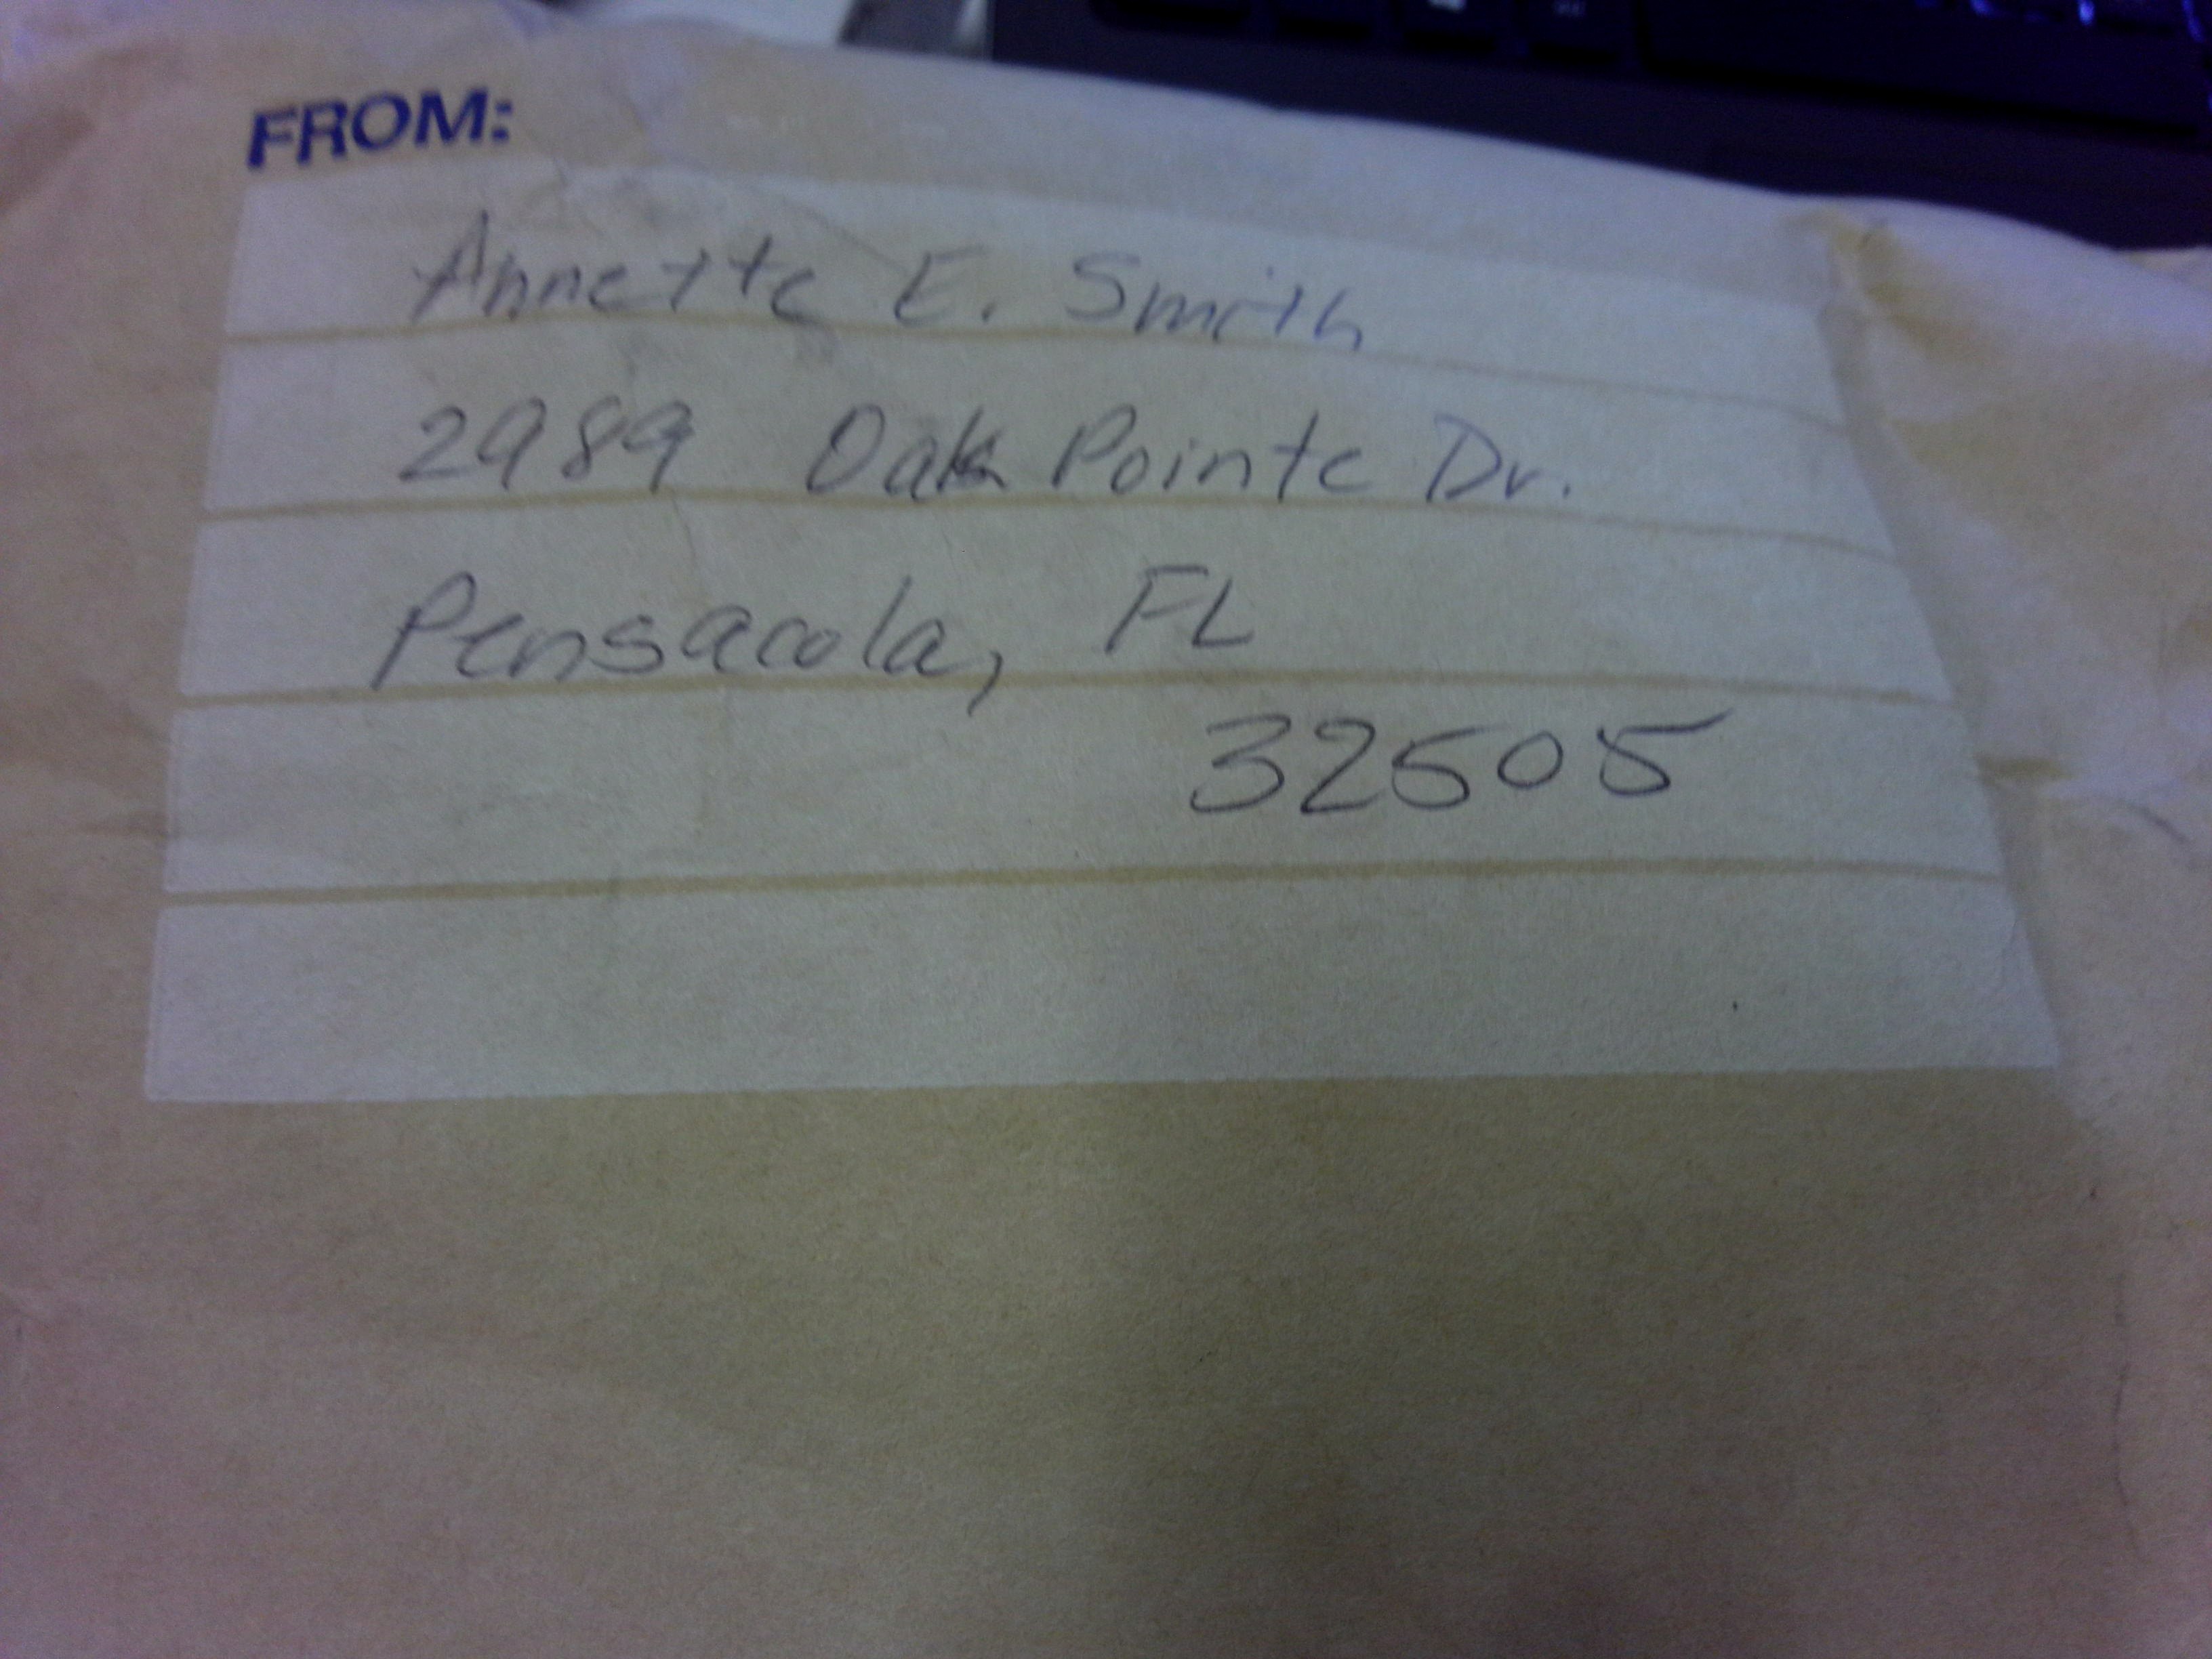 FROM:
Annette E. Smith
2989 Oak Pointe Dr.
Pensacola, FL
32505